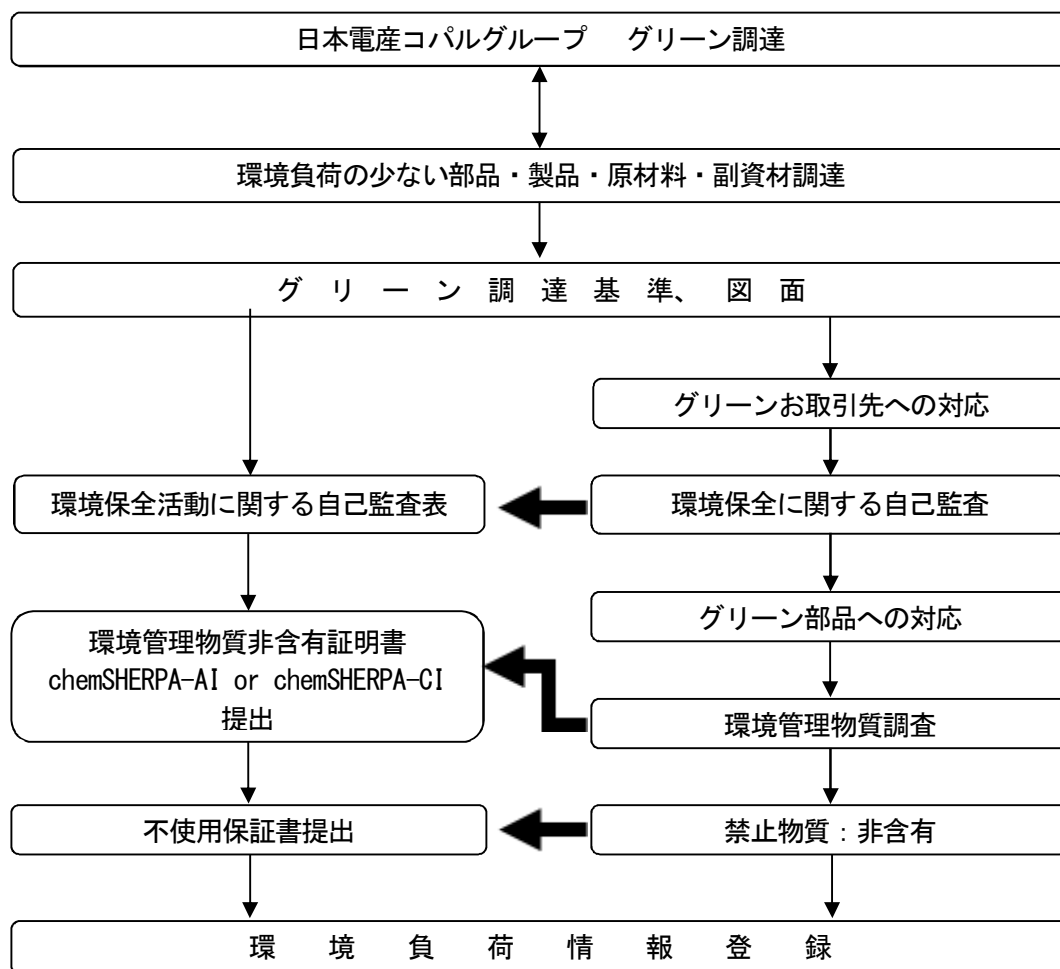 日本電産コパルグループ　グリーン調達
環境負荷の少ない部品・製品・原材料・副資材調達
グリーン調達基準、図面
グリーンお取引先への対応
環境保全活動に関する自己監査表
環境保全に関する自己監査
グリーン部品への対応
環境管理物質非含有証明書
chemSHERPA-AI or chemSHERPA-CI
提出
環境管理物質調査
不使用保証書提出
禁止物質：非含有
環境負荷情報登録